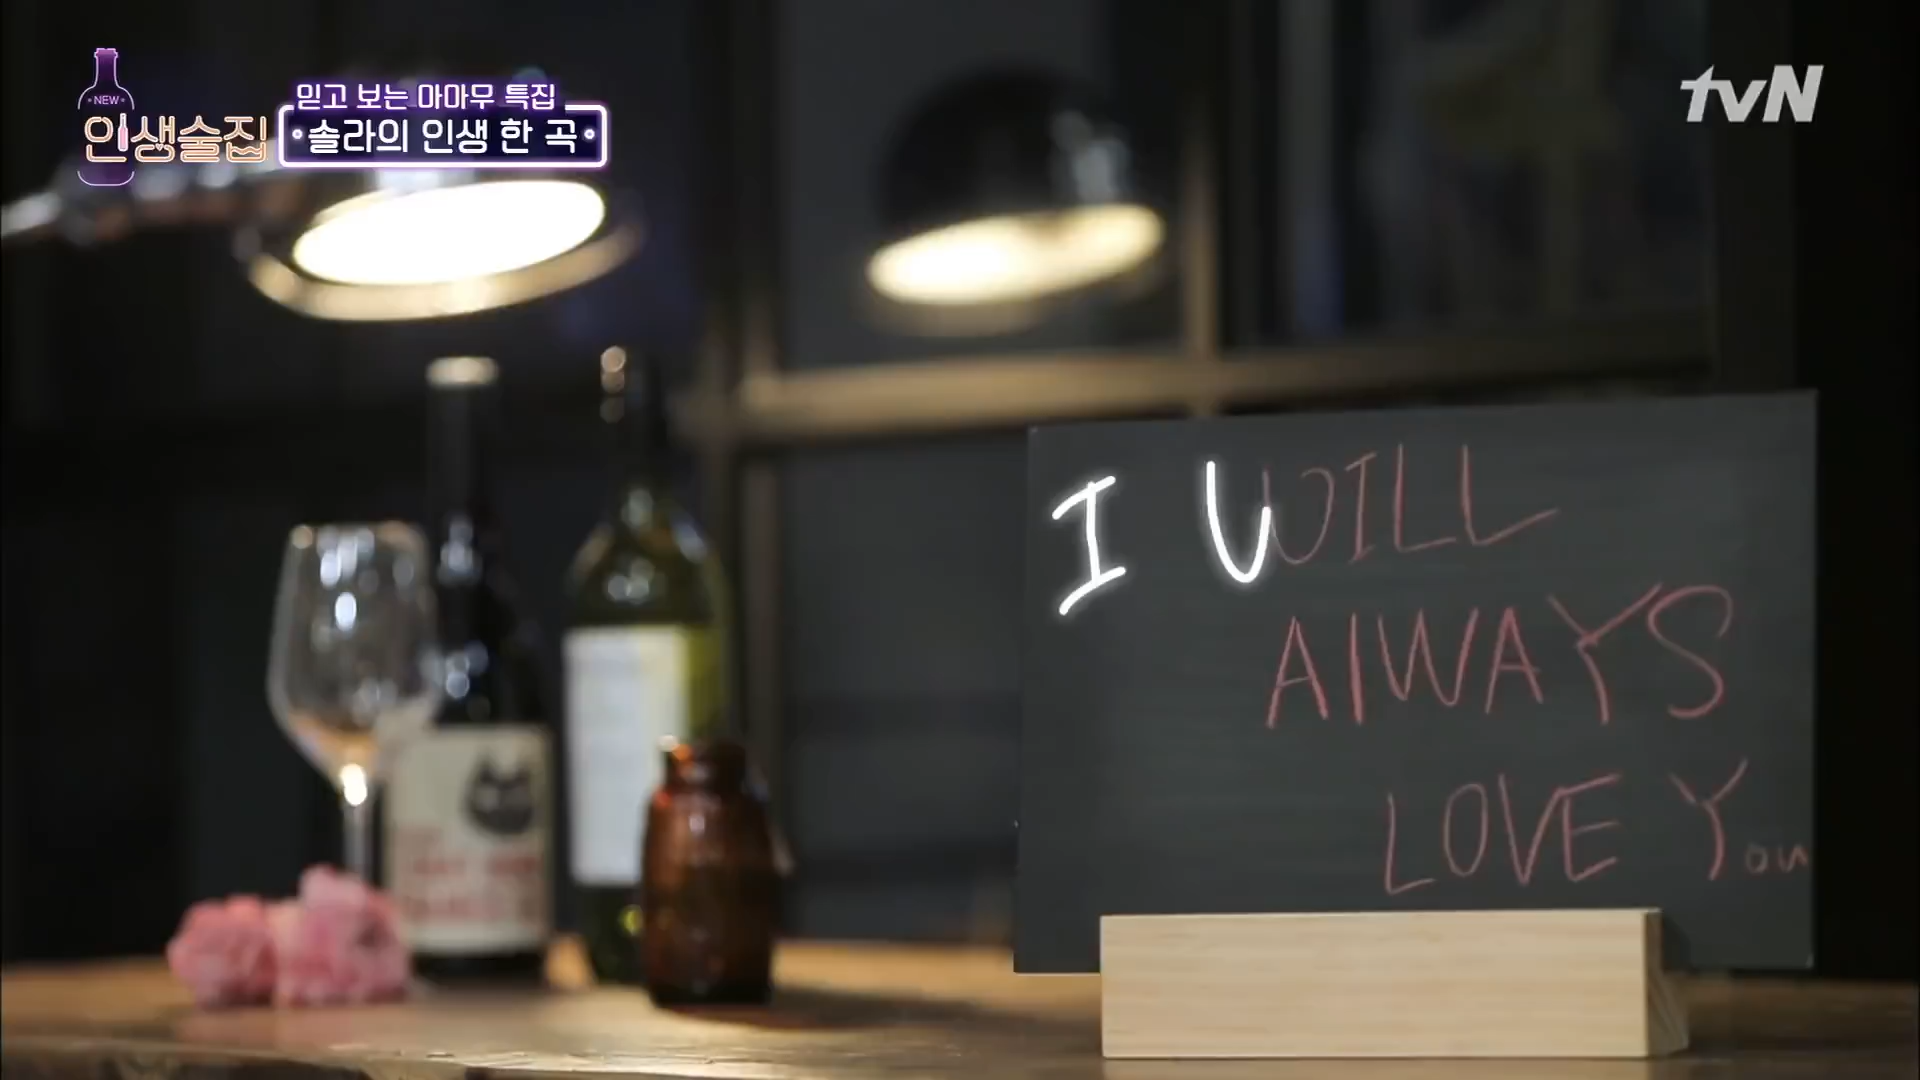 NEW
인생술집
믿고 보는 마마무 특집
솔라의 인생 한 곡
tvN
I WILL
AlWAYS
LOVE You